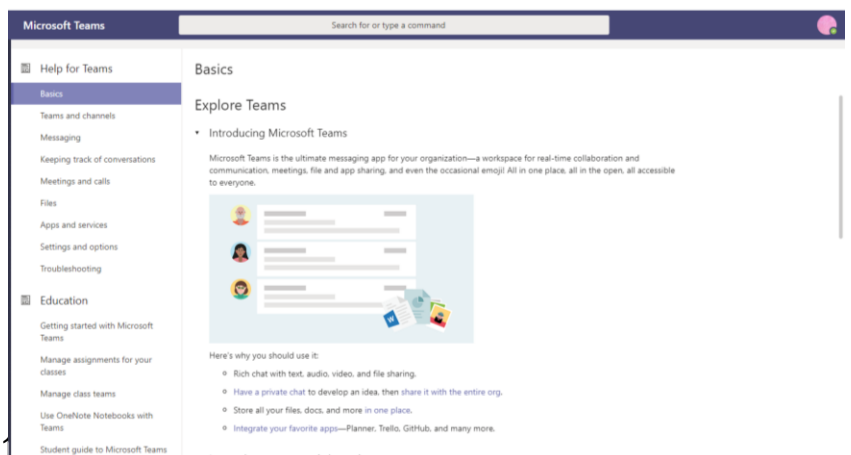 Microsoft Teams
Search for or type a command
Help for Teams
Basics
Teams and channels
Messaging
Keeping track of conversations
Meetings and calls
Files
Apps and services
Settings and options
Troubleshooting
Education
Getting started with Microsoft
Teams
Manage assignments for your
classes
Manage class teams
Use OneNote Notebooks with
Teams
Student guide to Microsoft Teams
Basics
Explore Teams
Introducing Microsoft Teams
Microsoft Teams is the ultimate messaging app for your organization—a workspace for real-time collaboration and
communication, meetings, file and app sharing, and even the occasional emoji! All in one place, all in the open, all accessible
to everyone.
W
Here's why you should use it:
Rich chat with text, audio, video, and file sharing.
Have a private chat to develop an idea, then share it with the entire org.
Store all your files, docs, and more in one place.
Integrate your favorite apps—Planner, Trello, GitHub, and many more.